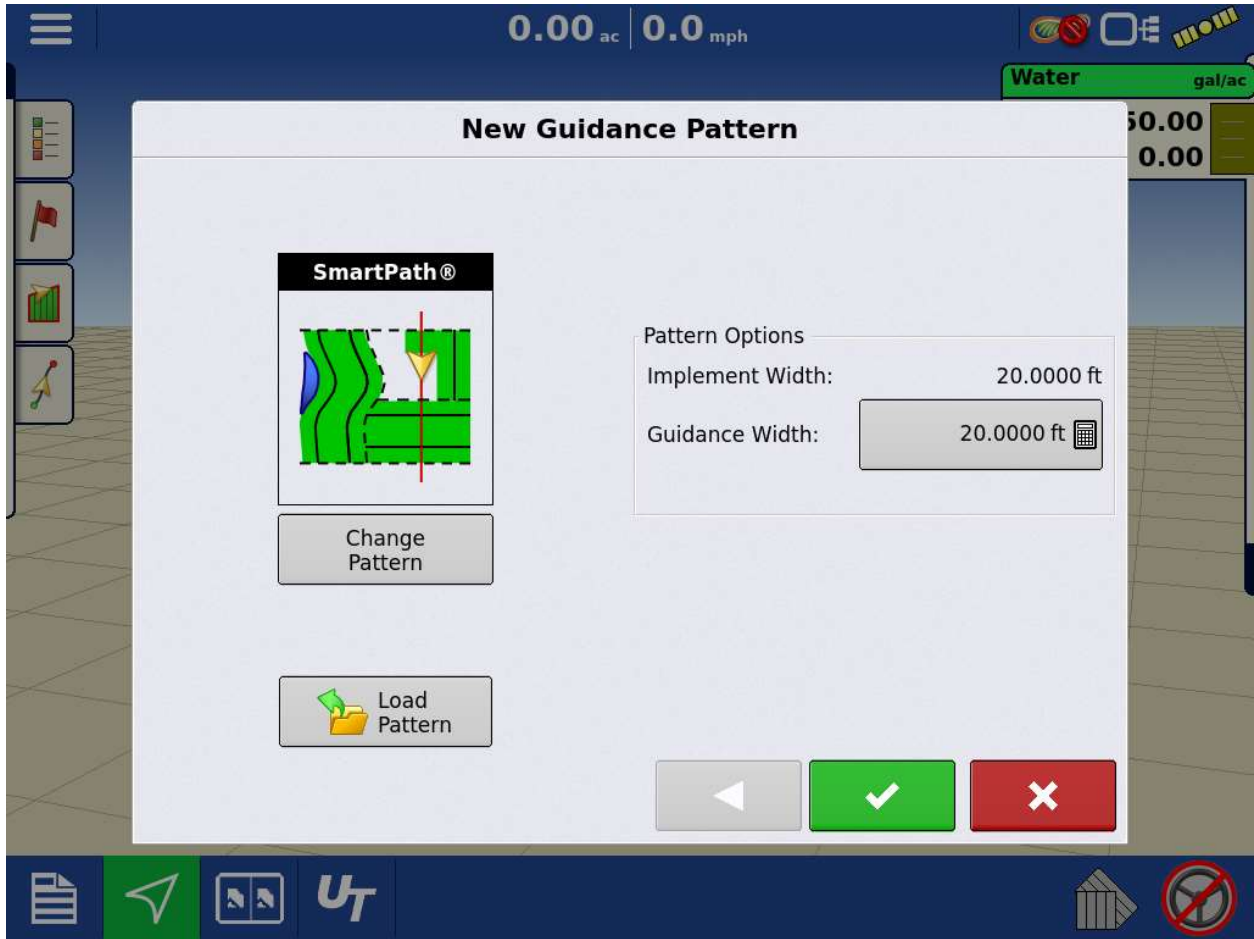 0.00 ac 0.0 mph
Water gal/ac
New Guidance Pattern
50.00
0.00
SmartPath®
Pattern Options
Implement Width: 20.0000 ft
Guidance Width: 20.0000 ft
Change
Pattern
Load
Pattern
UT